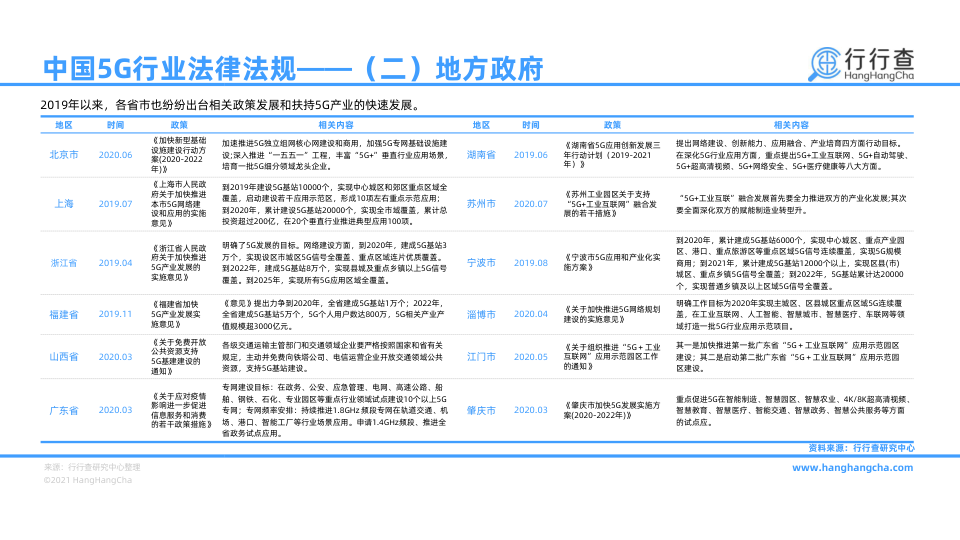 中国5G行业法律法规——（二）地方政府
行行查
HangHangCha
2019年以来，各省市也纷纷出台相关政策发展和扶持5G产业的快速发展。
地区 时间 政策 相关内容
北京市 2020.06
《加快新型基础
设施建设行动方
案(2020-2022
年)》
加速推进5G独立组网核心网建设和商用，加强5G专网基础设施建
设;深入推进“一五五一”工程，丰富“5G+”垂直行业应用场景，
培育一批5G细分领域龙头企业。
上海 2019.07
《上海市人民政
府关于加快推进
本市5G网络建
设和应用的实施
意见》
到2019年建设5G基站10000个，实现中心城区和郊区重点区域全
覆盖，启动建设若干应用示范区，形成10项左右重点示范应用；
到2020年，累计建设5G基站20000个，实现全市域覆盖，累计总
投资超过200亿，在20个垂直行业推进典型应用100项。
浙江省 2019.04
《浙江省人民政
府关于加快推进
5G产业发展的
实施意见》
明确了5G发展的目标。网络建设方面，到2020年，建成5G基站3
万个，实现设区市城区5G信号全覆盖、重点区域连片优质覆盖。
到2022年，建成5G基站8万个，实现县城及重点乡镇以上5G信号
覆盖。到2025年，实现所有5G应用区域全覆盖。
福建省 2019.11
《福建省加快
5G产业发展实
施意见》
《意见》提出力争到2020年，全省建成5G基站1万个；2022年，
全省建成5G基站5万个，5G个人用户数达800万，5G相关产业产
值规模超3000亿元。
山西省 2020.03
《关于免费开放
公共资源支持
5G基建建设的
通知》
各级交通运输主管部门和交通领域企业要严格按照国家和省有关
规定，主动并免费向铁塔公司、电信运营企业开放交通领域公共
资源，支持5G基站建设。
广东省 2020.03
《关于应对疫情
影响进一步促进
信息服务和消费
的若干政策措施》
专网建设目标：在政务、公安、应急管理、电网、高速公路、船
舶、钢铁、石化、专业园区等重点行业领域试点建设10个以上5G
专网；专网频率安排：持续推进1.8GHz 频段专网在轨道交通、机
场、港口、智能工厂等行业场景应用。申请1.4GHz频段、推进全
省政务试点应用。
地区 时间 政策 相关内容
湖南省 2019.06
《湖南省5G应用创新发展三
年行动计划（2019-2021
年）》
提出网络建设、创新能力、应用融合、产业培育四方面行动目标。
在深化5G行业应用方面，重点提出5G+工业互联网、5G+自动驾驶、
5G+超高清视频、5G+网络安全、5G+医疗健康等八大方面。
苏州市 2020.07
《苏州工业园区关于支持
“5G+工业互联网”融合发
展的若干措施》
“5G+工业互联”融合发展首先要全力推进双方的产业化发展;其次
要全面深化双方的赋能制造业转型升。
宁波市 2019.08
《宁波市5G应用和产业化实
施方案》
到2020年，累计建成5G基站6000个，实现中心城区、重点产业园
区、港口、重点旅游区等重点区域5G信号连续覆盖，实现5G规模
商用；到2021年，累计建成5G基站12000个以上，实现区县(市)
城区、重点乡镇5G信号全覆盖；到2022年，5G基站累计达20000
个，实现普通乡镇及以上区域5G信号全覆盖。
淄博市 2020.04
《关于加快推进5G网络规划
建设的实施意见》
明确工作目标为2020年实现主城区、区县城区重点区域5G连续覆
盖，在工业互联网、人工智能、智慧城市、智慧医疗、车联网等领
域打造一批5G行业应用示范项目。
江门市 2020.05
《关于组织推进“5G＋工业
互联网”应用示范园区工作
的通知》
其一是加快推进第一批广东省“5G＋工业互联网”应用示范园区
建设；其二是启动第二批广东省“5G＋工业互联网”应用示范园
区建设。
肇庆市 2020.03
《肇庆市加快5G发展实施方
案(2020-2022年)》
重点促进5G在智能制造、智慧园区、智慧农业、4K/8K超高清视频、
智慧教育、智慧医疗、智能交通、智慧政务、智慧公共服务等方面
的试点应。
资料来源：行行查研究中心
来源：行行查研究中心整理
©2021 HangHangCha
www.hanghangcha.com